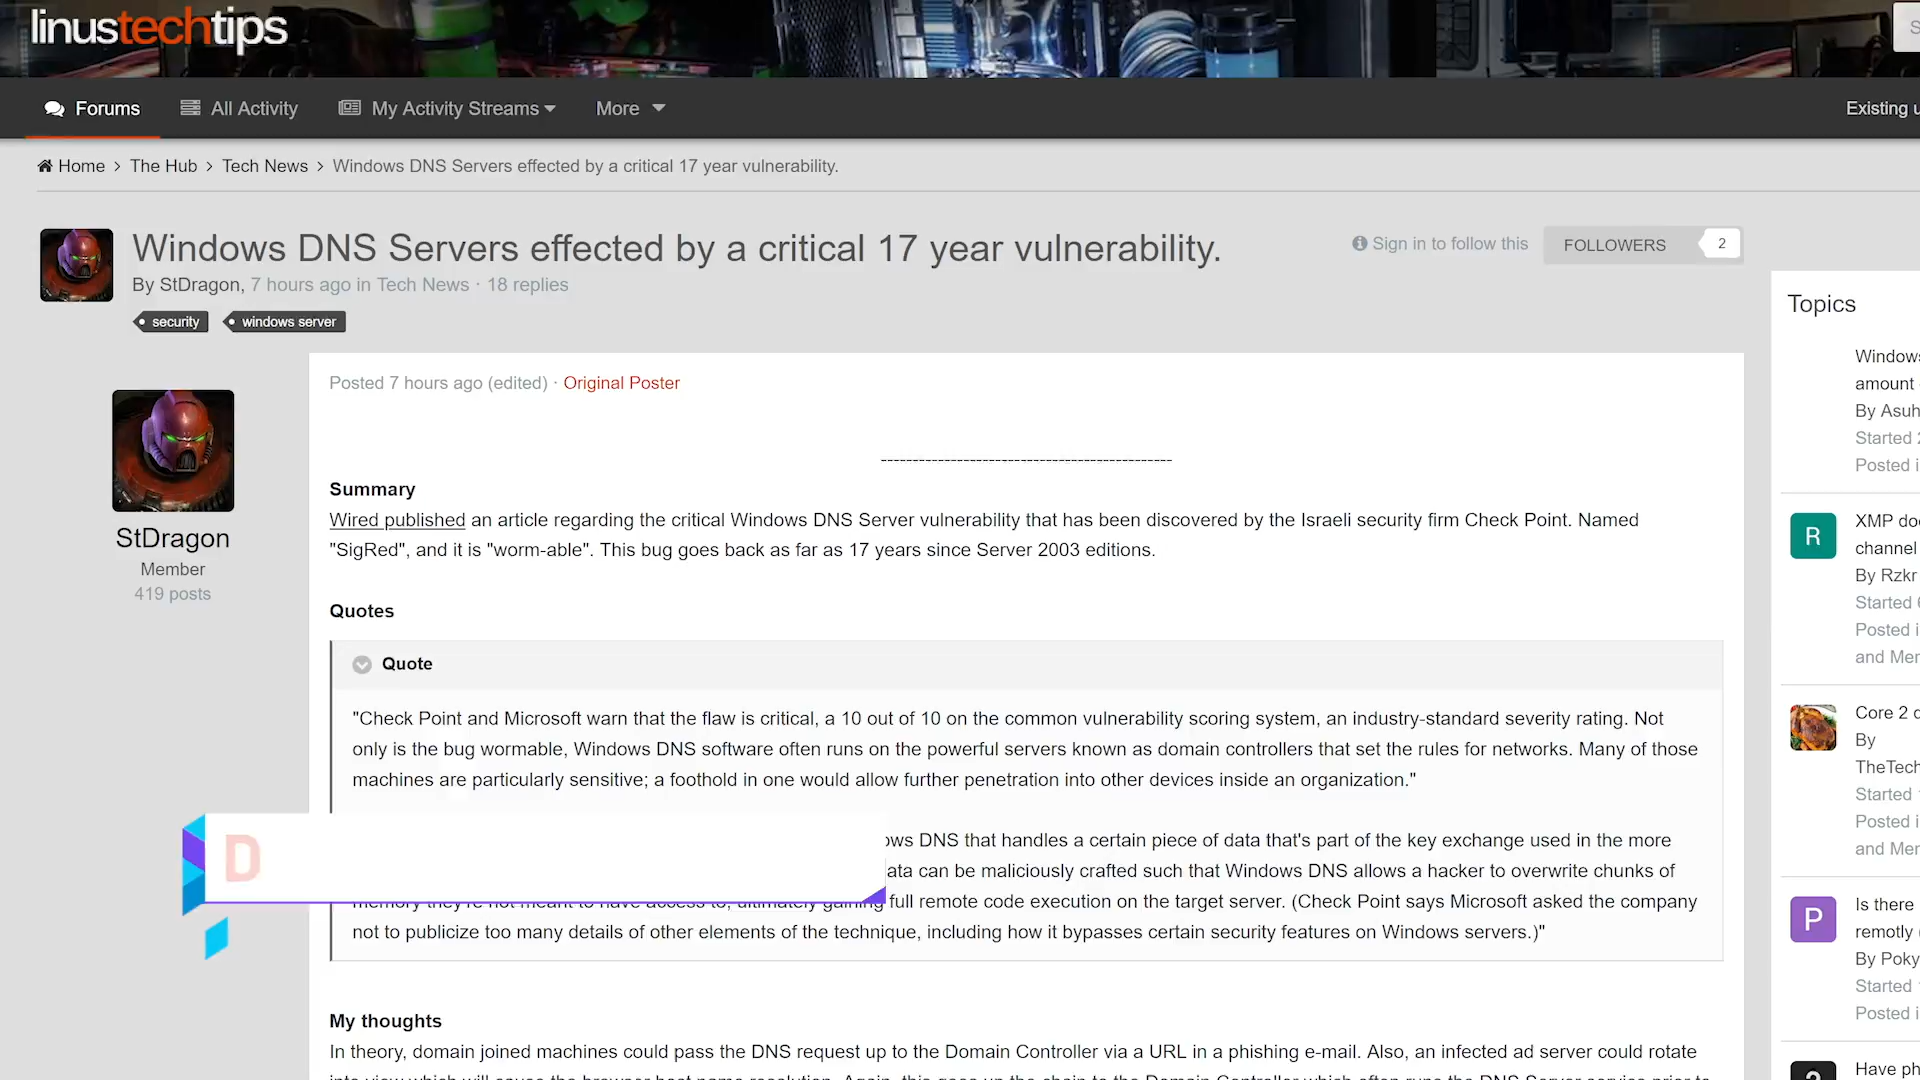 linustechtips
Forums All Activity My Activity Streams More Existing
Home > The Hub > Tech News > Windows DNS Servers effected by a critical 17 year vulnerability.
Windows DNS Servers effected by a critical 17 year vulnerability.
Sign in to follow this FOLLOWERS 2
By StDragon, 7 hours ago in Tech News · 18 replies
security windows server
StDragon
Member
419 posts
Posted 7 hours ago (edited) · Original Poster
----------------------------------------------
Summary
Wired published an article regarding the critical Windows DNS Server vulnerability that has been discovered by the Israeli security firm Check Point. Named
"SigRed", and it is "worm-able". This bug goes back as far as 17 years since Server 2003 editions.
Quotes
Quote
"Check Point and Microsoft warn that the flaw is critical, a 10 out of 10 on the common vulnerability scoring system, an industry-standard severity rating. Not
only is the bug wormable, Windows DNS software often runs on the powerful servers known as domain controllers that set the rules for networks. Many of those
machines are particularly sensitive; a foothold in one would allow further penetration into other devices inside an organization."
D
ows DNS that handles a certain piece of data that's part of the key exchange used in the more
ata can be maliciously crafted such that Windows DNS allows a hacker to overwrite chunks of
full remote code execution on the target server. (Check Point says Microsoft asked the company
not to publicize too many details of other elements of the technique, including how it bypasses certain security features on Windows servers.)"
My thoughts
In theory, domain joined machines could pass the DNS request up to the Domain Controller via a URL in a phishing e-mail. Also, an infected ad server could rotate
Topics
Windows
amount
By Asuh
Started 2
Posted i
R
XMP do
channel
By Rzkr
Started 6
Posted i
and Mer
Core 2 d
By
TheTech
Started
Posted i
and Mer
P
Is there
remotly
By Poky
Started
Posted i
Have ph